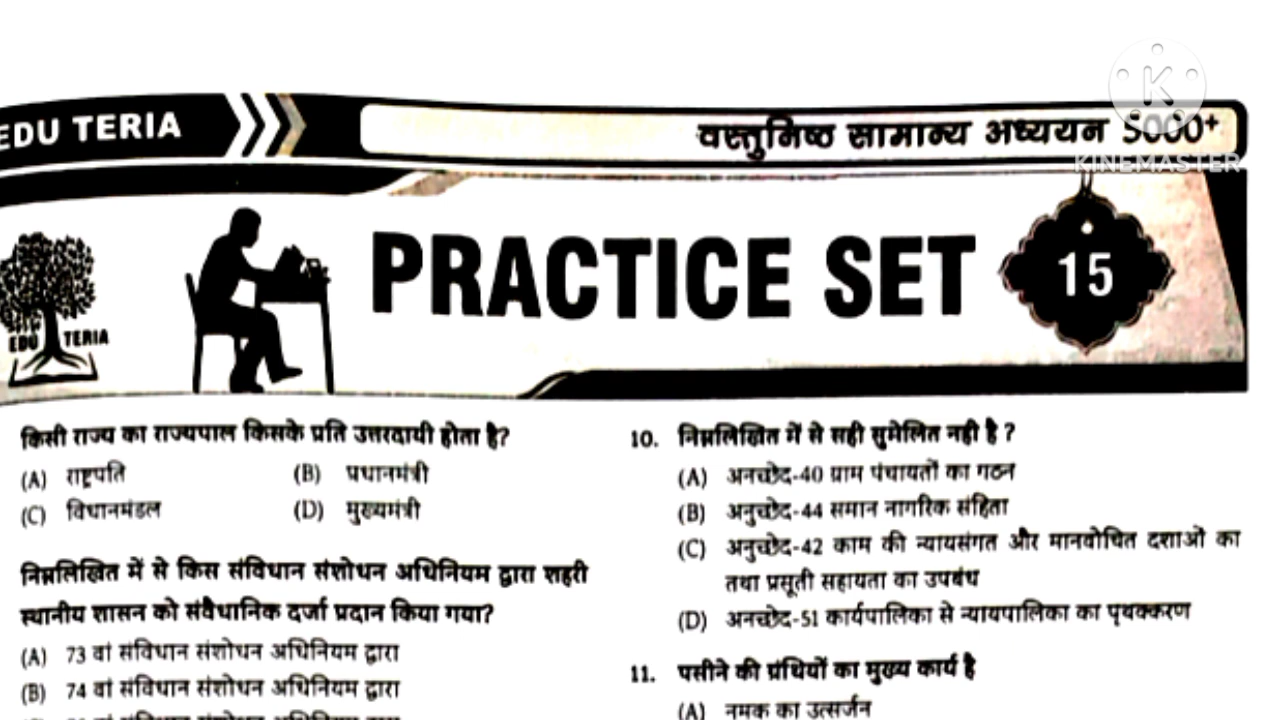 EDU TERIA
वस्तुनिष्ठ सामान्य अध्ययन 5000+
KINEMASTER
PRACTICE SET
15
EDU TERIA
किसी राज्य का राज्यपाल किसके प्रति उत्तरदायी होता है?
(A) राष्ट्रपति (B) प्रधानमंत्री
(C) विधानमंडल (D) मुख्यमंत्री
निम्नलिखित में से किस संविधान संशोधन अधिनियम द्वारा शहरी
स्थानीय शासन को संवैधानिक दर्जा प्रदान किया गया?
(A) 73 वां संविधान संशोधन अधिनियम द्वारा
(B) 74 वां संविधान संशोधन अधिनियम द्वारा
10. निम्नलिखित में से सही सुमेलित नही है ?
(A) अनच्छेद-40 ग्राम पंचायतों का गठन
(B) अनुच्छेद-44 समान नागरिक संहिता
(C) अनुच्छेद-42 काम की न्यायसंगत और मानवोचित दशाओं का
तथा प्रसूती सहायता का उपबंध
(D) अनच्छेद-51 कार्यपालिका से न्यायपालिका का पृथक्करण
11. पसीने की ग्रंथियों का मुख्य कार्य है
(A) नमक का उत्सर्जन